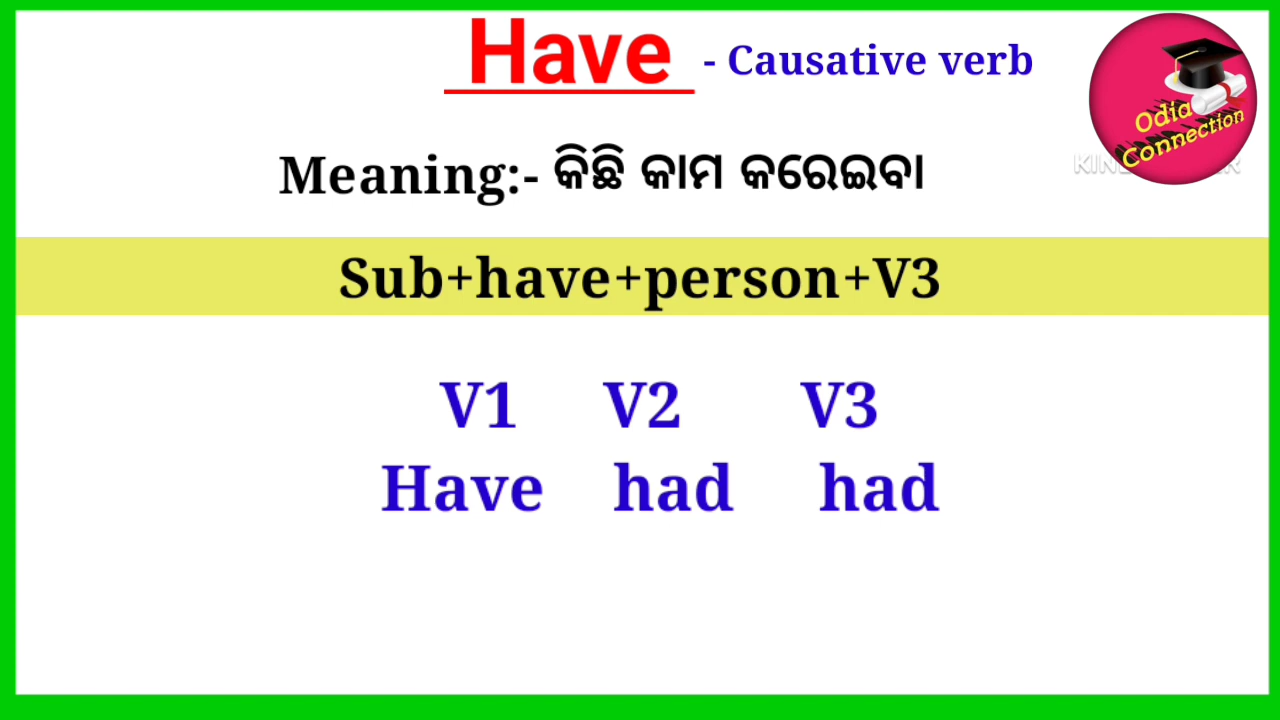 Have - Causative verb
Odia
Connection
Meaning:- କିଛି କାମ କରେଇବା
Sub+have+person+V3
V1 V2 V3
Have had had